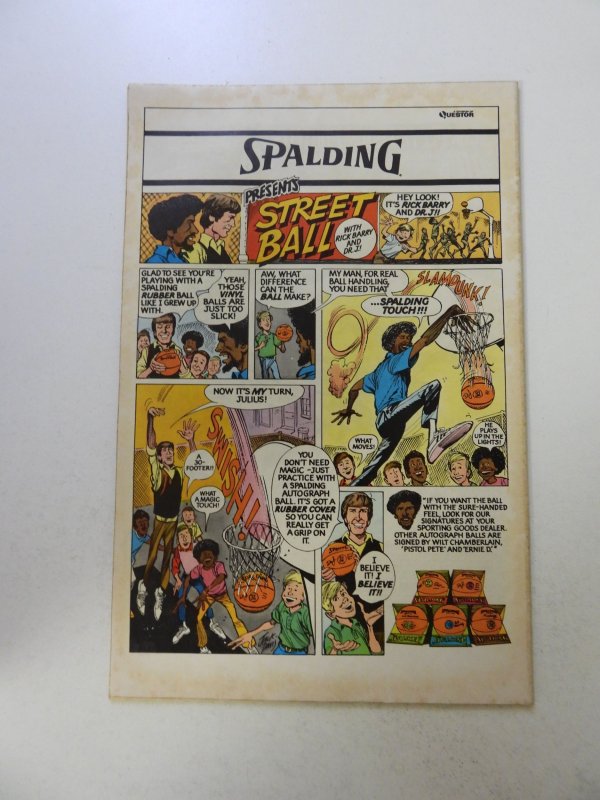 A DIVISION OF
QUESTOR
SPALDING
PRESENTS
STREET
BALL
WITH
RICK BARRY
AND
DR. J!
HEY LOOK!
IT'S RICK BARRY
AND DR. J!!
GLAD TO SEE YOU'RE
PLAYING WITH A
SPALDING
RUBBER BALL
LIKE I GREW UP
WITH.
YEAH,
THOSE
VINYL
BALLS ARE
JUST TOO
SLICK!
AW, WHAT
DIFFERENCE
CAN THE
BALL MAKE?
MY MAN, FOR REAL
BALL HANDLING,
YOU NEED THAT
...SPALDING
TOUCH!!!
SLAMDUNK!
WHAT
MOVES!
HE
PLAYS
UP IN THE
LIGHTS!
NOW IT'S MY TURN,
JULIUS!
A
30-
FOOTER!!
WHAT
A MAGIC
TOUCH!
SWISH!
YOU
DON'T NEED
MAGIC-JUST
PRACTICE WITH
A SPALDING
AUTOGRAPH
BALL. IT'S GOT A
RUBBER COVER
SO YOU CAN
REALLY GET
A GRIP ON
IT.
I
BELIEVE
IT! I
BELIEVE
IT!!
"IF YOU WANT THE BALL
WITH THE SURE-HANDED
FEEL, LOOK FOR OUR
SIGNATURES AT YOUR
SPORTING GOODS DEALER.
OTHER AUTOGRAPH BALLS ARE
SIGNED BY WILT CHAMBERLAIN,
'PISTOL PETE' AND 'ERNIE D.'"